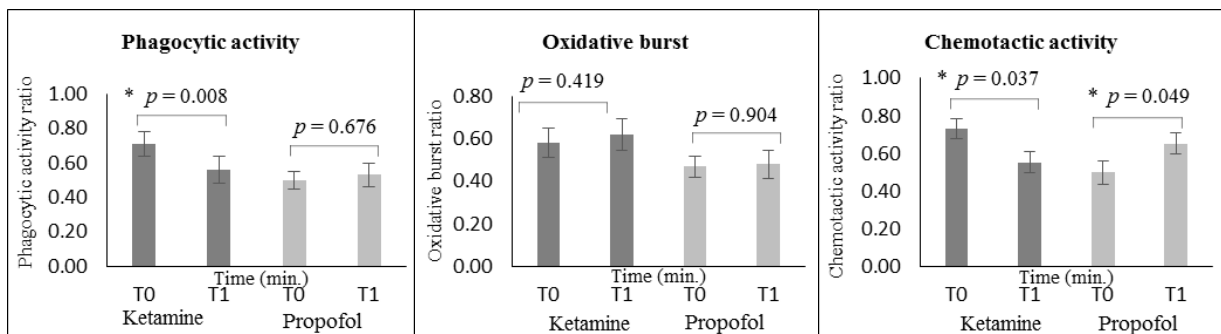 Phagocytic activity
Phagocytic activity ratio
1.00
0.80
0.60
0.40
0.20
0.00
* p = 0.008
p = 0.676
Time (min.)
T0 T1 T0 T1
Ketamine Propofol
Oxidative burst
Oxidative burst ratio
0.80
0.60
0.40
0.20
0.00
p = 0.419
p = 0.904
Time (min.)
T0 T1 T0 T1
Ketamine Propofol
Chemotactic activity
Chemotactic activity ratio
1.00
0.80
0.60
0.40
0.20
0.00
* p = 0.037
* p = 0.049
Time (min.)
T0 T1 T0 T1
Ketamine Propofol